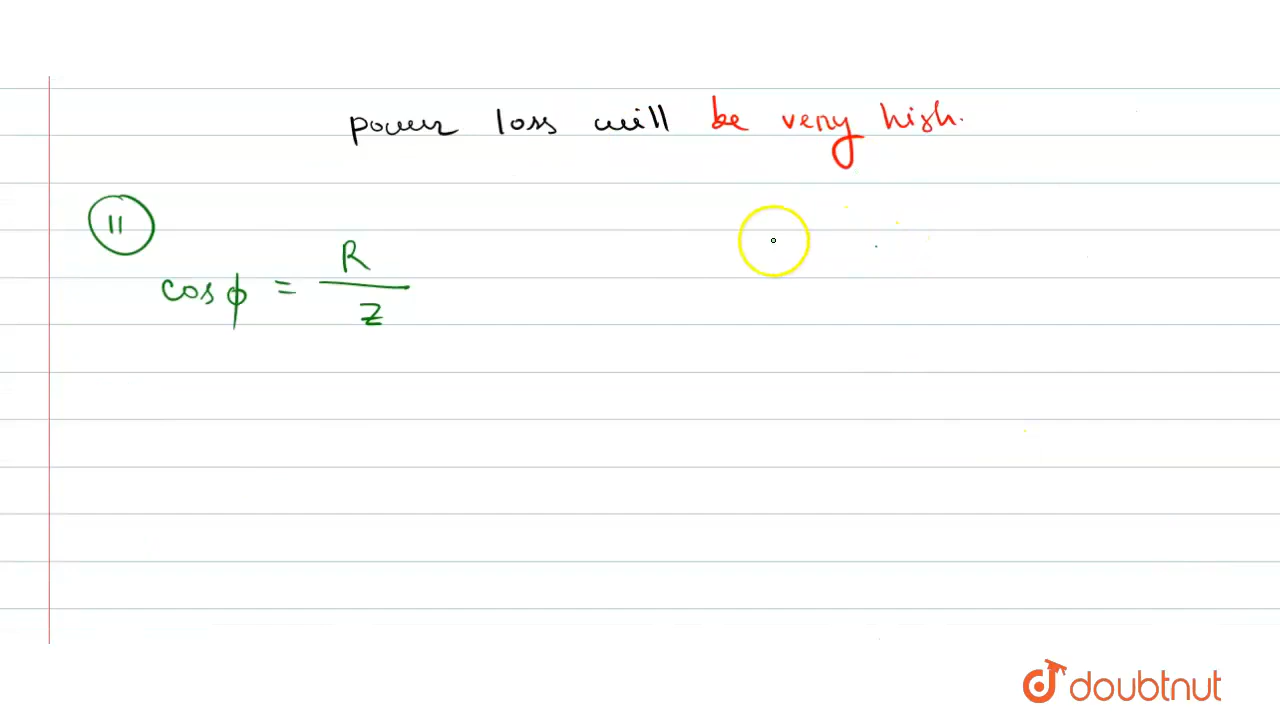 power loss will be very high.
11
cos φ = R / Z
doubtnut